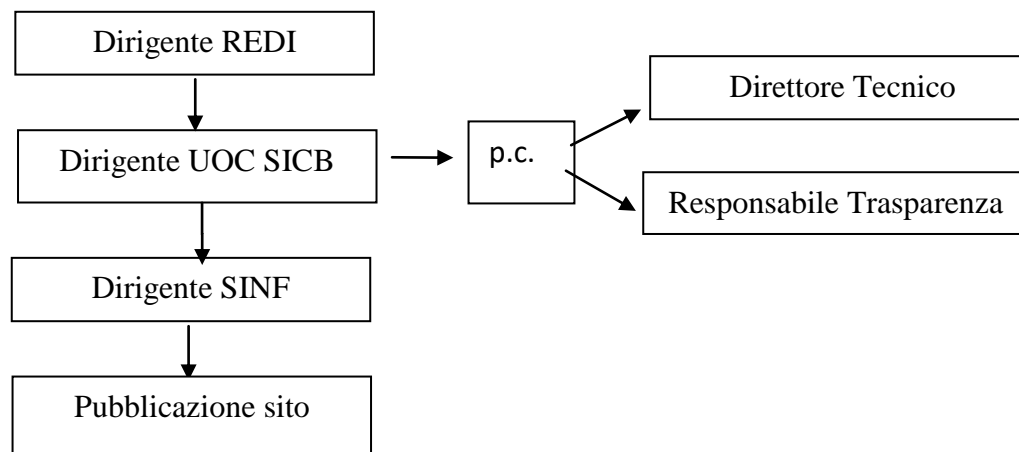 Dirigente REDI
Direttore Tecnico
Dirigente UOC SICB
p.c.
Responsabile Trasparenza
Dirigente SINF
Pubblicazione sito